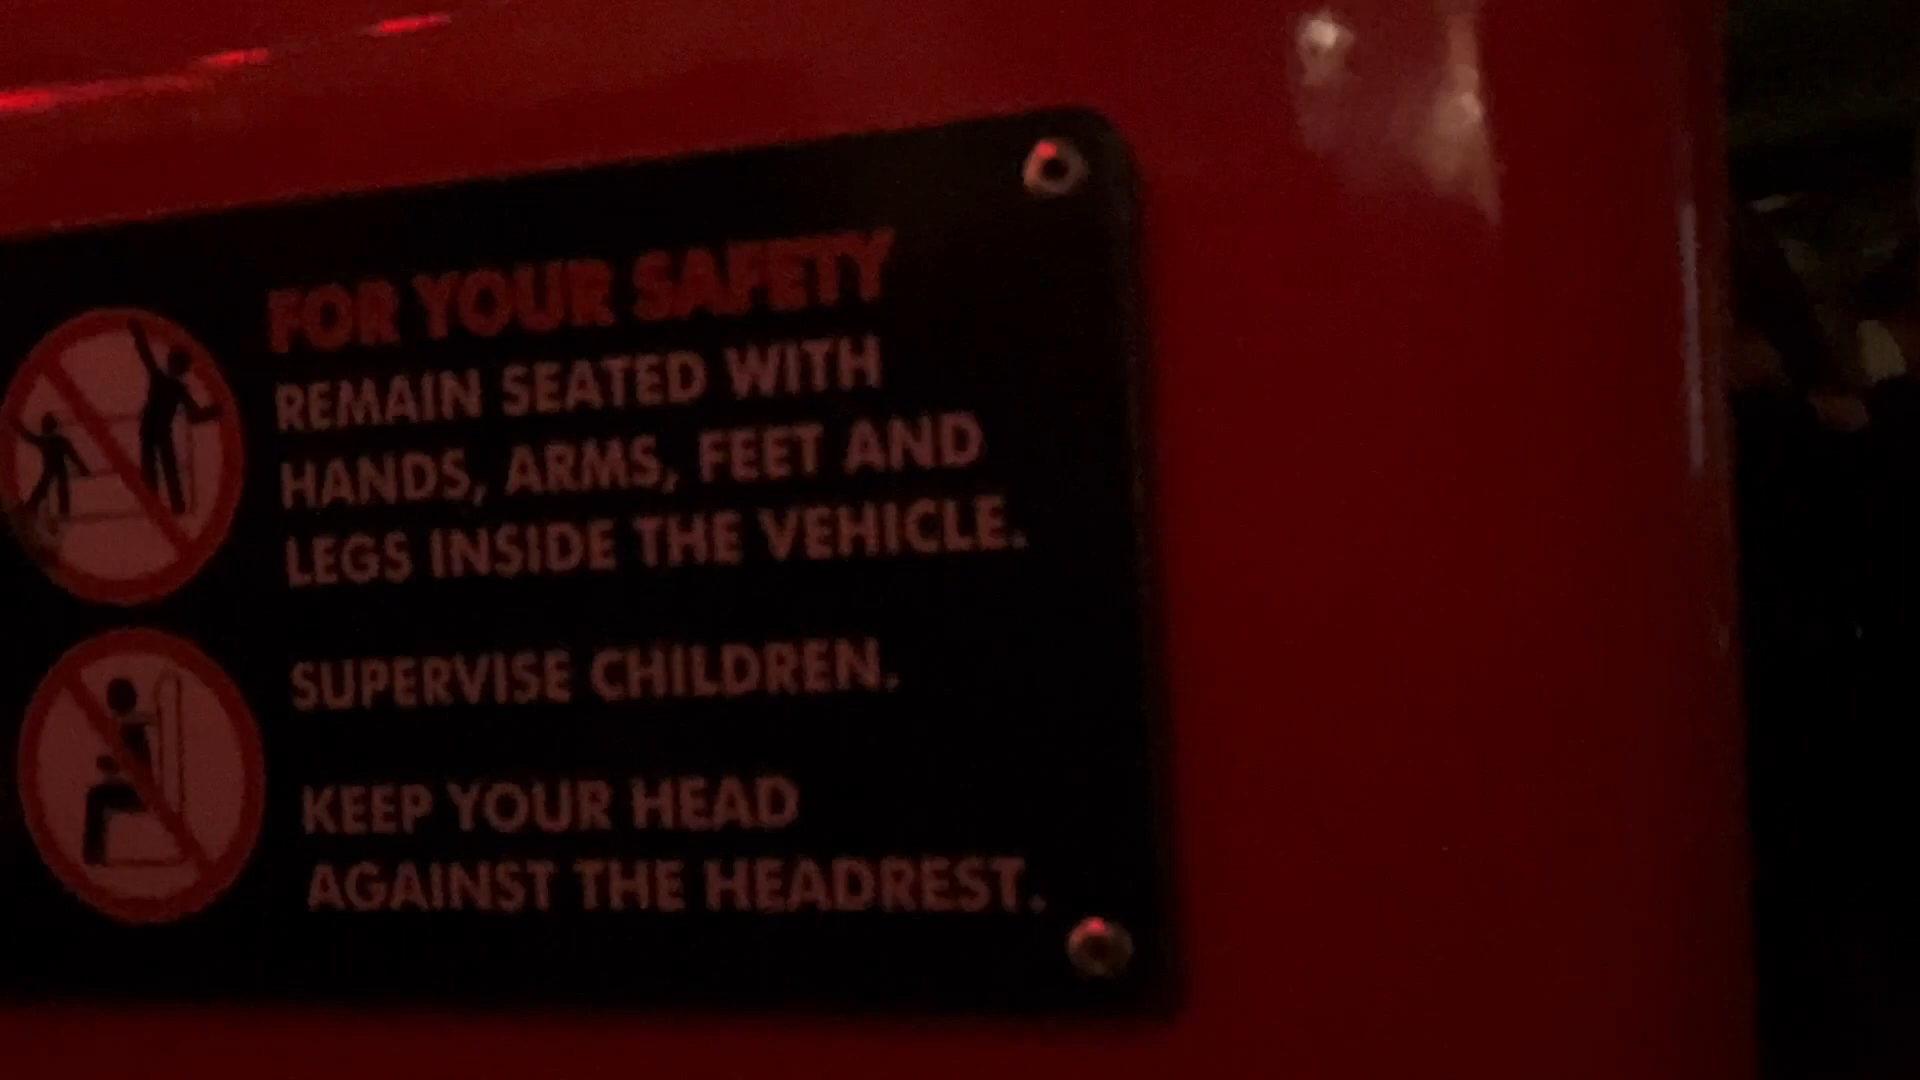 FOR YOUR SAFETY
REMAIN SEATED WITH
HANDS, ARMS, FEET AND
LEGS INSIDE THE VEHICLE.
SUPERVISE CHILDREN.
KEEP YOUR HEAD
AGAINST THE HEADREST.